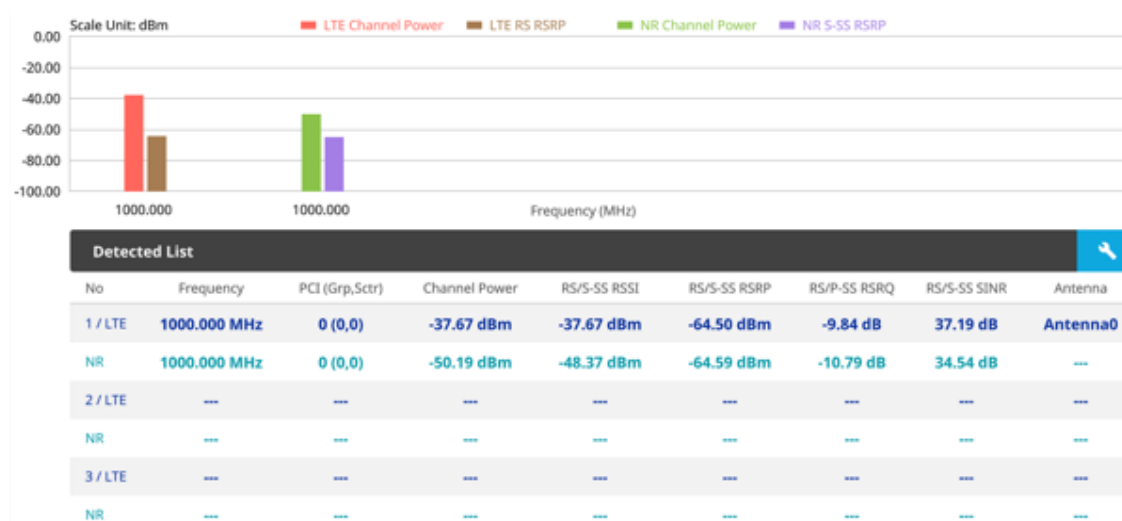 Scale Unit: dBm LTE Channel Power LTE RS RSRP NR Channel Power NR S-SS RSRP
0.00
-20.00
-40.00
-60.00
-80.00
-100.00
1000.000 1000.000 Frequency (MHz)
Detected List
No Frequency PCI (Grp,Sctr) Channel Power RS/S-SS RSSI RS/S-SS RSRP RS/P-SS RSRQ RS/S-SS SINR Antenna
1 / LTE 1000.000 MHz 0 (0,0) -37.67 dBm -37.67 dBm -64.50 dBm -9.84 dB 37.19 dB Antenna0
NR 1000.000 MHz 0 (0,0) -50.19 dBm -48.37 dBm -64.59 dBm -10.79 dB 34.54 dB ---
2 / LTE --- --- --- --- --- --- --- ---
NR --- --- --- --- --- --- --- ---
3 / LTE --- --- --- --- --- --- --- ---
NR --- --- --- --- --- --- --- ---